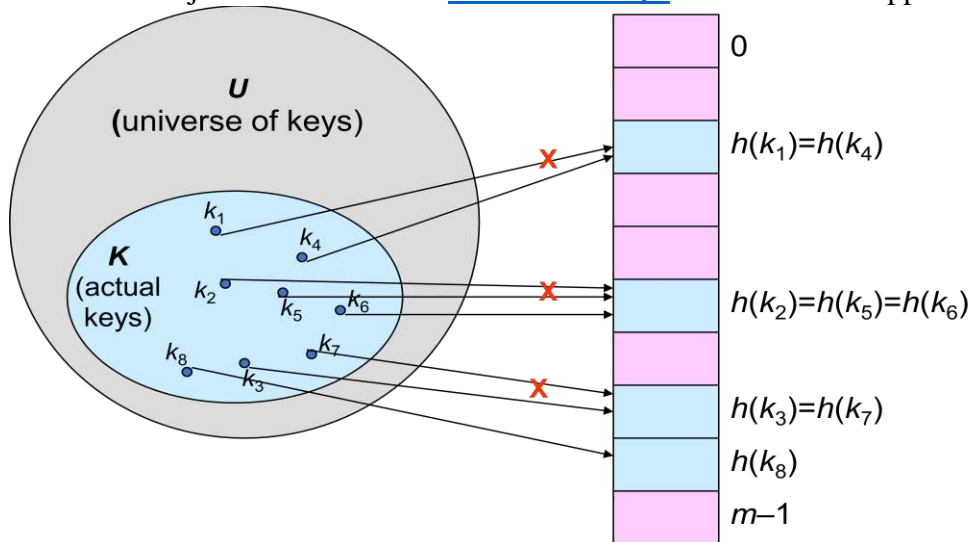 0
U
(universe of keys)
X
h(k1)=h(k4)
k1
k4
K
(actual
keys)
k2
k5
k6
X
h(k2)=h(k5)=h(k6)
k8
k3
k7
X
h(k3)=h(k7)
h(k8)
m–1